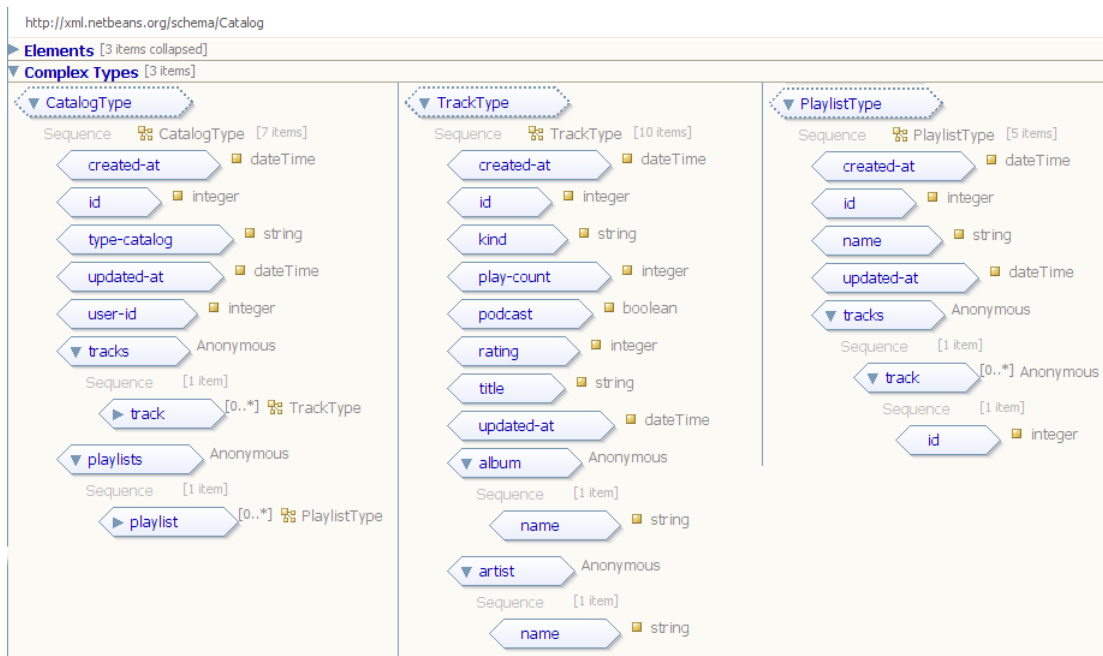 http://xml.netbeans.org/schema/Catalog
Elements [3 items collapsed]
Complex Types [3 items]
CatalogType
Sequence CatalogType [7 items]
created-at dateTime
id integer
type-catalog string
updated-at dateTime
user-id integer
tracks Anonymous
Sequence [1 item]
track [0..*] TrackType
playlists Anonymous
Sequence [1 item]
playlist [0..*] PlaylistType
TrackType
Sequence TrackType [10 items]
created-at dateTime
id integer
kind string
play-count integer
podcast boolean
rating integer
title string
updated-at dateTime
album Anonymous
Sequence [1 item]
name string
artist Anonymous
Sequence [1 item]
name string
PlaylistType
Sequence PlaylistType [5 items]
created-at dateTime
id integer
name string
updated-at dateTime
tracks Anonymous
Sequence [1 item]
track [0..*] Anonymous
Sequence [1 item]
id integer